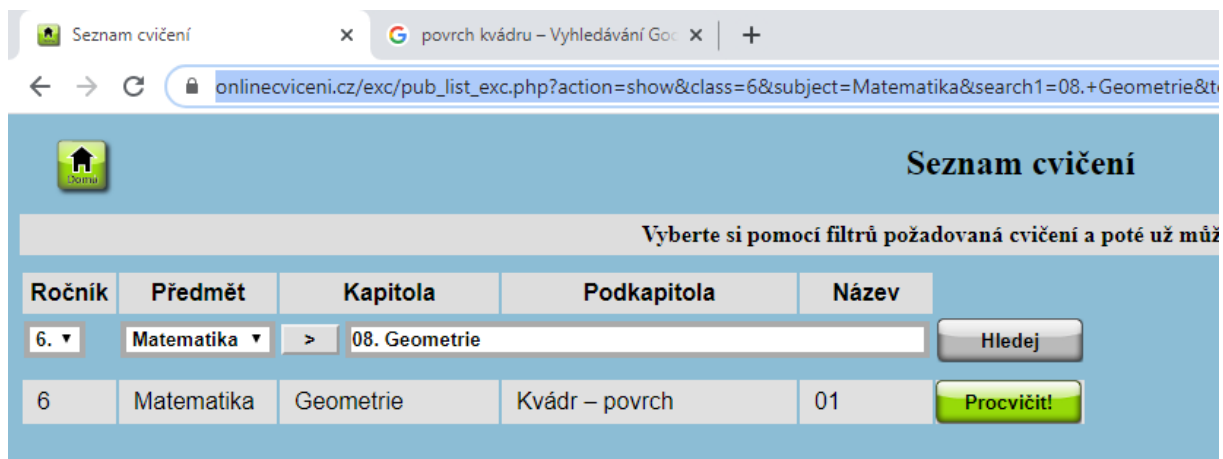 Seznam cvičení
povrch kvádru – Vyhledávání Goo
onlinecviceni.cz/exc/pub_list_exc.php?action=show&class=6&subject=Matematika&search1=08.+Geometrie&t
Doma
Seznam cvičení
Vyberte si pomocí filtrů požadovaná cvičení a poté už můž
Ročník Předmět Kapitola Podkapitola Název
6. Matematika > 08. Geometrie Hledej
6 Matematika Geometrie Kvádr – povrch 01 Procvičit!